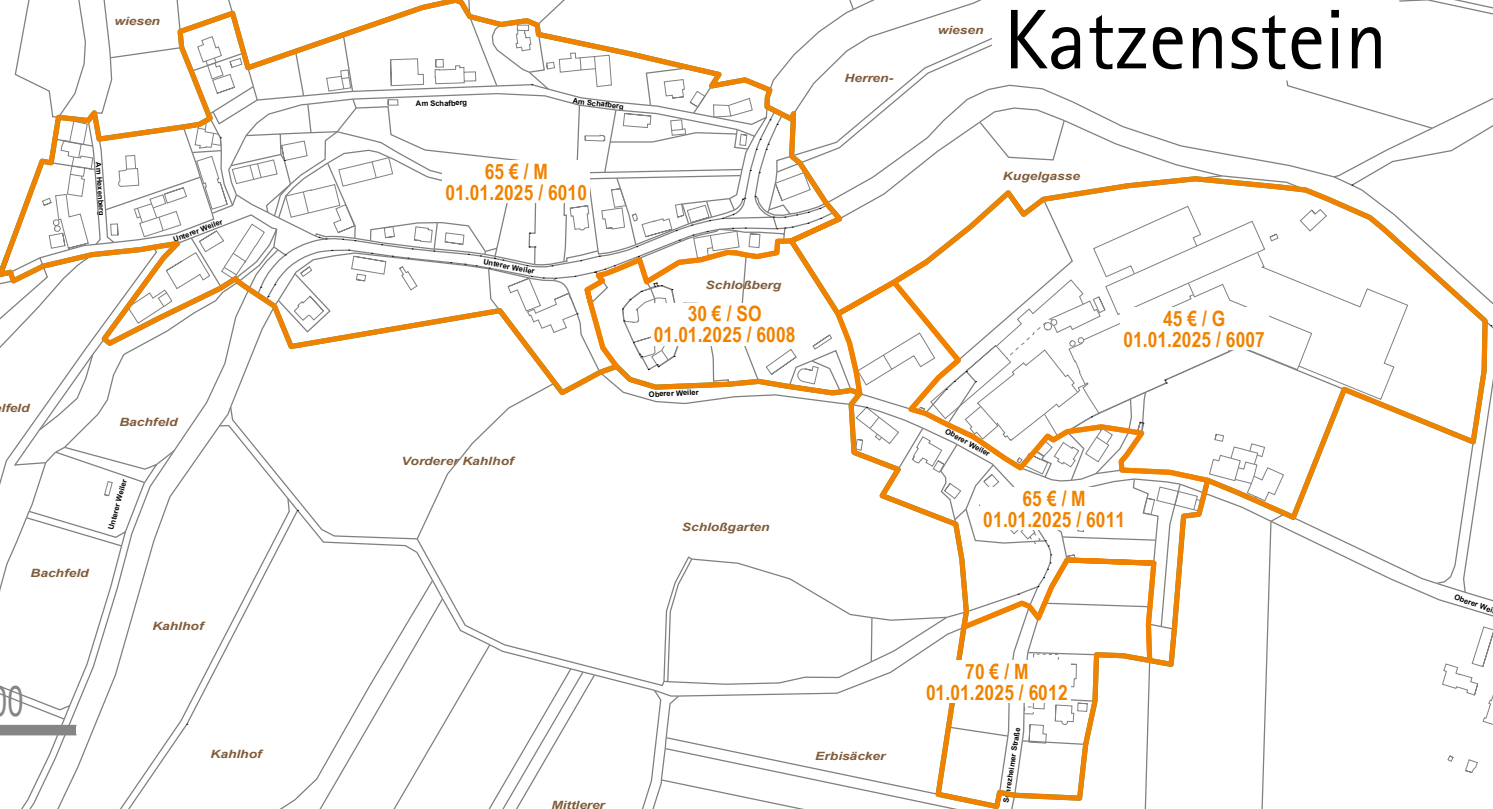 Katzenstein
wiesen
wiesen
Herren-
Am Schafberg
Am Schafberg
65 € / M
01.01.2025 / 6010
Kugelgasse
Am Hexenberg
Unterer Weiler
Unterer Weiler
Schloßberg
30 € / SO
01.01.2025 / 6008
45 € / G
01.01.2025 / 6007
Oberer Weiler
Bachfeld
Oberer Weiler
Vorderer Kahlhof
Unterer Weiler
65 € / M
01.01.2025 / 6011
Schloßgarten
Bachfeld
Kahlhof
70 € / M
01.01.2025 / 6012
Kahlhof
Erbisäcker
Mittlerer